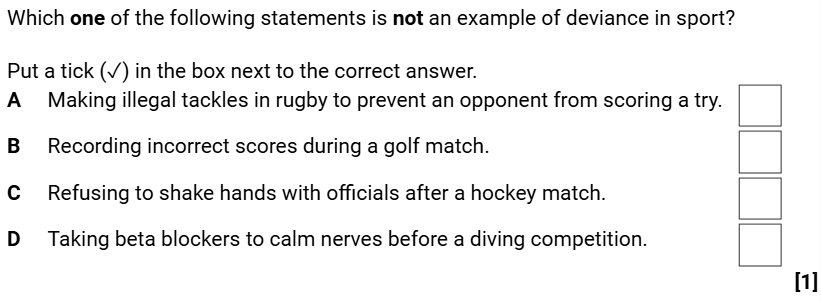 Which one of the following statements is not an example of deviance in sport?
Put a tick (✓) in the box next to the correct answer.
A Making illegal tackles in rugby to prevent an opponent from scoring a try.
B Recording incorrect scores during a golf match.
C Refusing to shake hands with officials after a hockey match.
D Taking beta blockers to calm nerves before a diving competition.
[1]